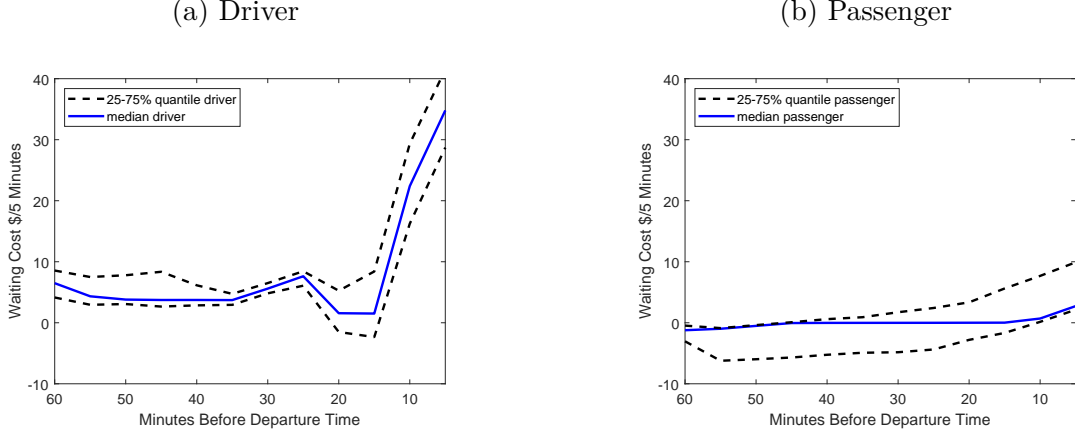 (a) Driver
40
30
20
10
0
-10
60
50
40
30
20
10
Waiting Cost $/5 Minutes
Minutes Before Departure Time
25-75% quantile driver
median driver
(b) Passenger
40
30
20
10
0
-10
60
50
40
30
20
10
Waiting Cost $/5 Minutes
Minutes Before Departure Time
25-75% quantile passenger
median passenger